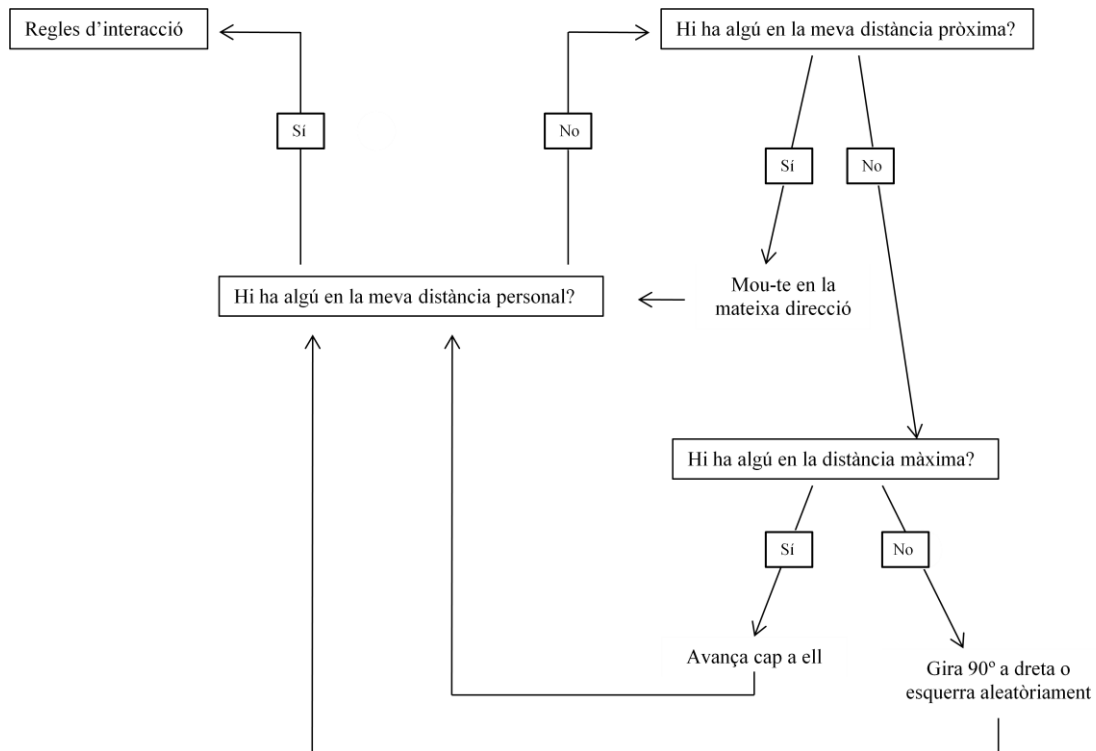 Regles d’interacció
Hi ha algú en la meva distància pròxima?
Sí
No
Sí
No
Hi ha algú en la meva distància personal?
Mou-te en la
mateixa direcció
Hi ha algú en la distància màxima?
Sí
No
Avança cap a ell
Gira 90º a dreta o
esquerra aleatòriament